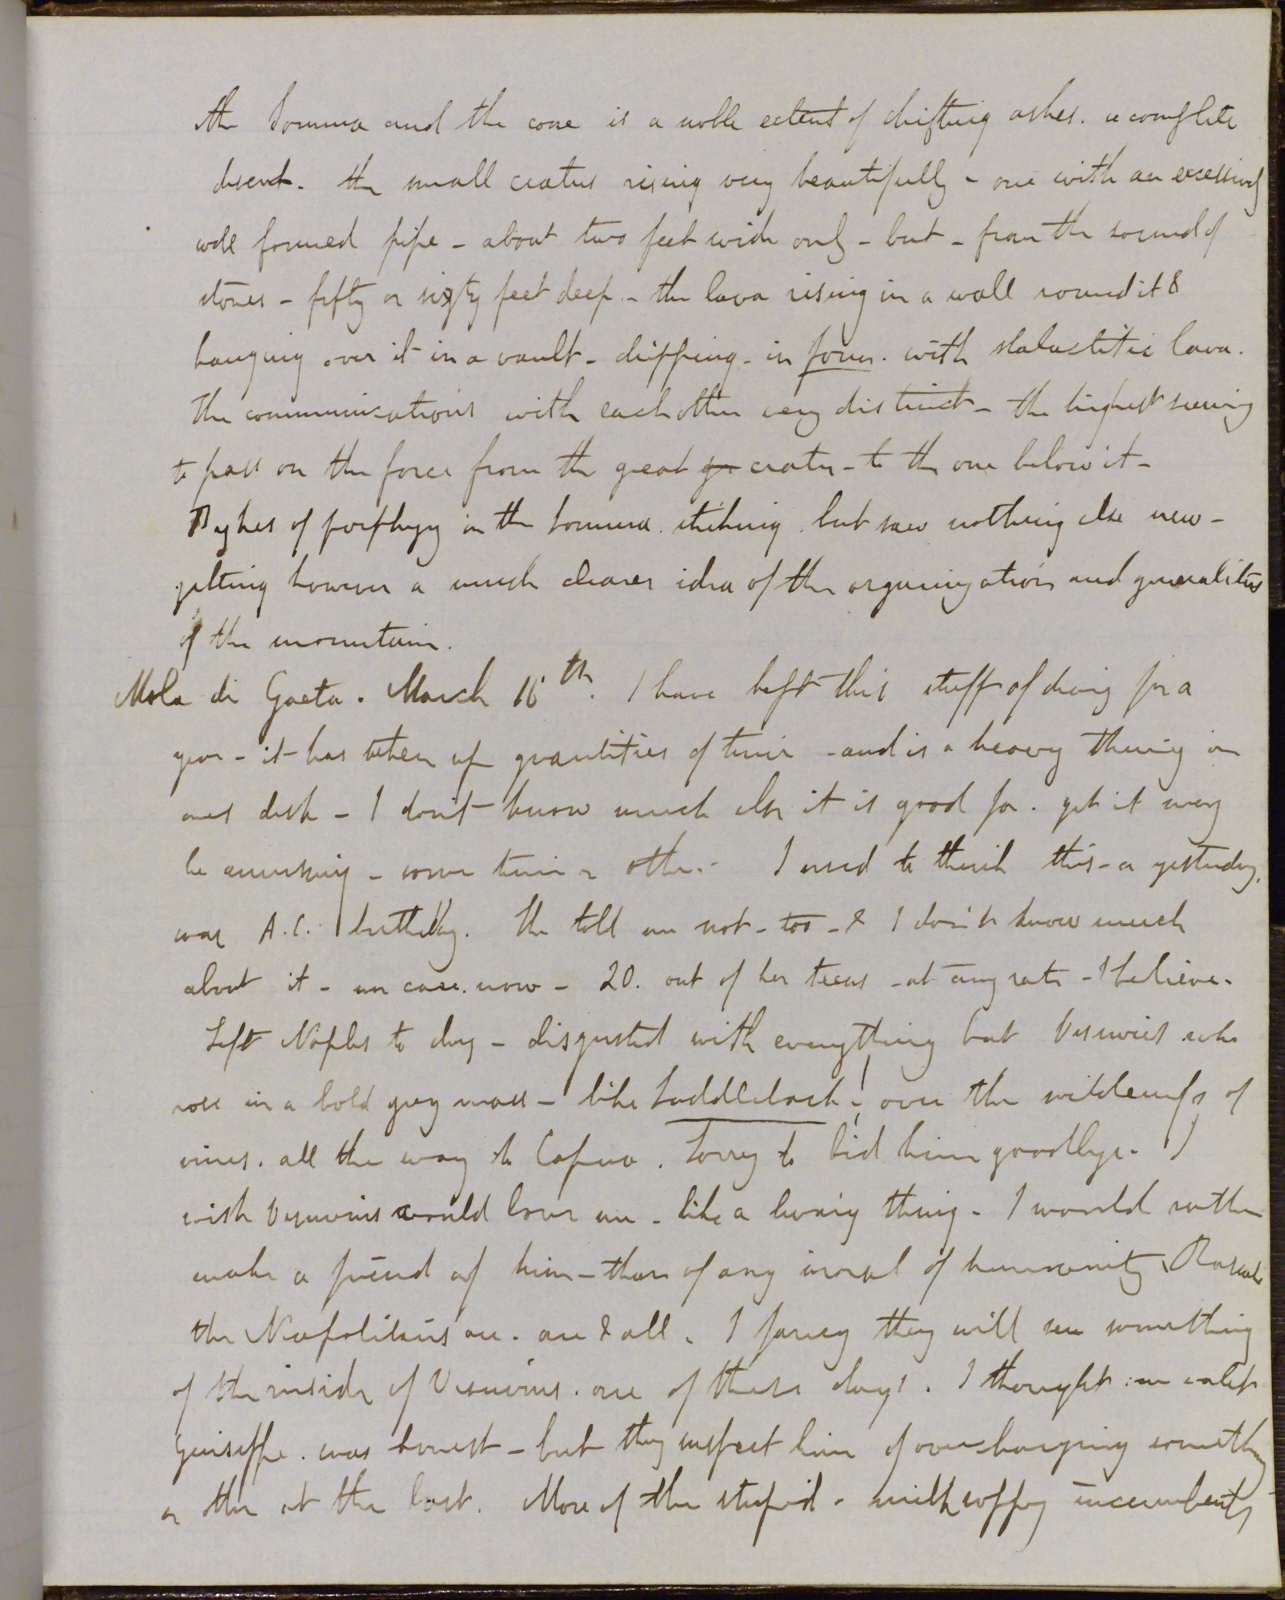 the Somma and the cone is a noble extent of drifting ashes. a complete
desert. the small craters rising very beautifully - one with an excessively
well formed pipe - about two feet wide only - but - from the sound of
stones - fifty or sixty feet deep - the lava rising in a wall round it &
hanging over it in a vault - dripping - in form. with stalactitic lava.
The communications with each other very distinct - the highest seeming
to pass on the force from the great crater - to the one below it -
Dykes of porphyry in the Somma. striking. but saw nothing else new -
getting however a much clearer idea of the organization and generalities
of the mountain.
Mola di Gaeta. March 16th. I have kept this stuff of diary for a
year - it has taken up quantities of time - and is a heavy thing in
ones desk - I don't know much else it is good for. yet it may
be amusing - some time or other. I used to think this - or yesterday,
was A.C. birthday. She told me not - too - & I don't know much
about it - nor care. now - 20. out of her teens - at any rate - I believe.
Left Naples to day - disgusted with everything but Vesuvius who
rose in a bold grey mass - like Saddleback! - over the wilderness of
vines. all the way to Capua. Sorry to bid him goodbye. I
wish Vesuvius could love me - like a living thing - I would rather
make a friend of him - than of any morsel of humanity. Rascals
the Neapolitans are. one & all. I fancy they will see something
of the inside of Vesuvius. one of these days. I thought our valet
Guiseppe. was honest - but they suspect him of overcharging something
or other at the last. More of the stupid - milksoppy incumbents